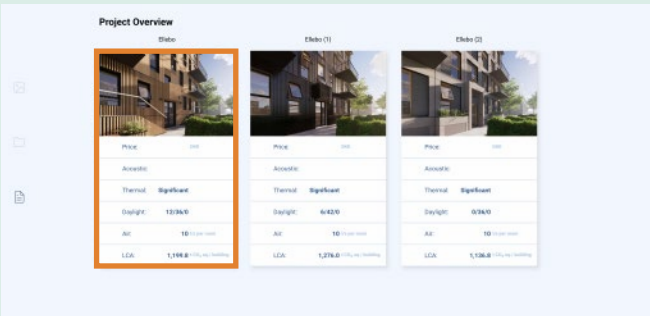 Project Overview
Ellebo Ellebo (1) Ellebo (2)
Price: Price: Price:
Acoustic: Acoustic: Acoustic:
Thermal: Significant Thermal: Significant Thermal: Significant
Daylight: 12/36/0 Daylight: 6/42/0 Daylight: 0/36/0
Air: 10 Air: 10 Air: 10
LCA: 1,199.8 LCA: 1,276.0 LCA: 1,136.8